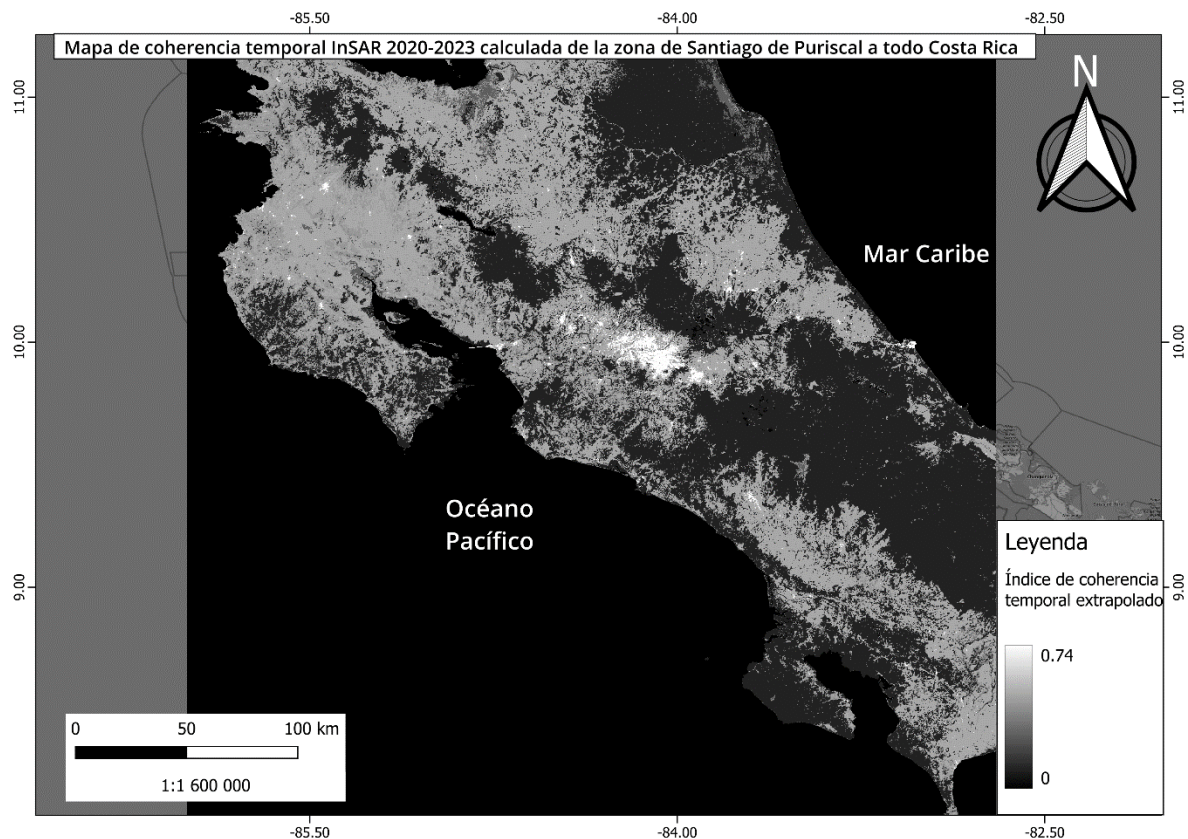 -85.50
-84.00
-82.50
Mapa de coherencia temporal InSAR 2020-2023 calculada de la zona de Santiago de Puriscal a todo Costa Rica
N
11.00
11.00
Mar Caribe
10.00
10.00
Océano
Pacífico
Leyenda
Índice de coherencia
temporal extrapolado
9.00
9.00
0.74
0
0
50
100 km
1:1 600 000
-85.50
-84.00
-82.50